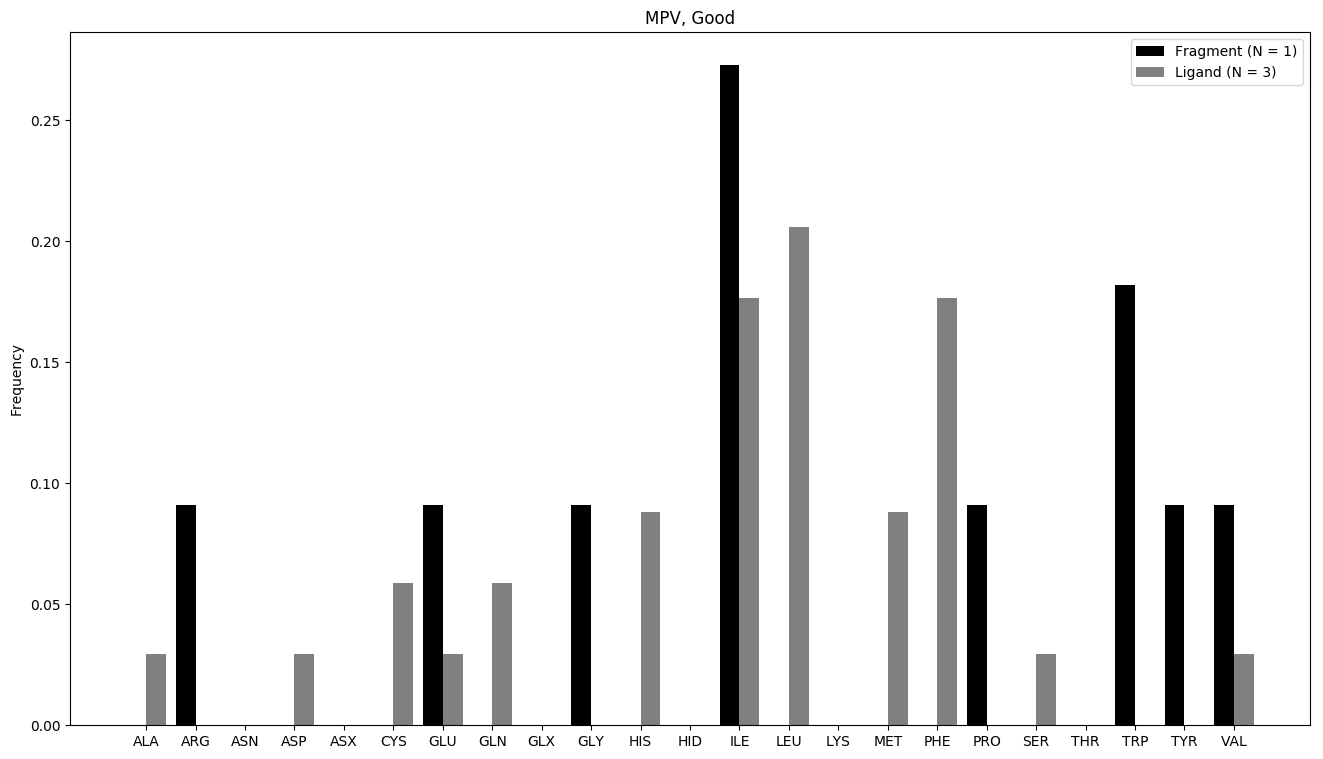 MPV, Good
Fragment (N = 1)
Ligand (N = 3)
Frequency
0.25
0.20
0.15
0.10
0.05
0.00
ALA ARG ASN ASP ASX CYS GLU GLN GLX GLY HIS HID ILE LEU LYS MET PHE PRO SER THR TRP TYR VAL